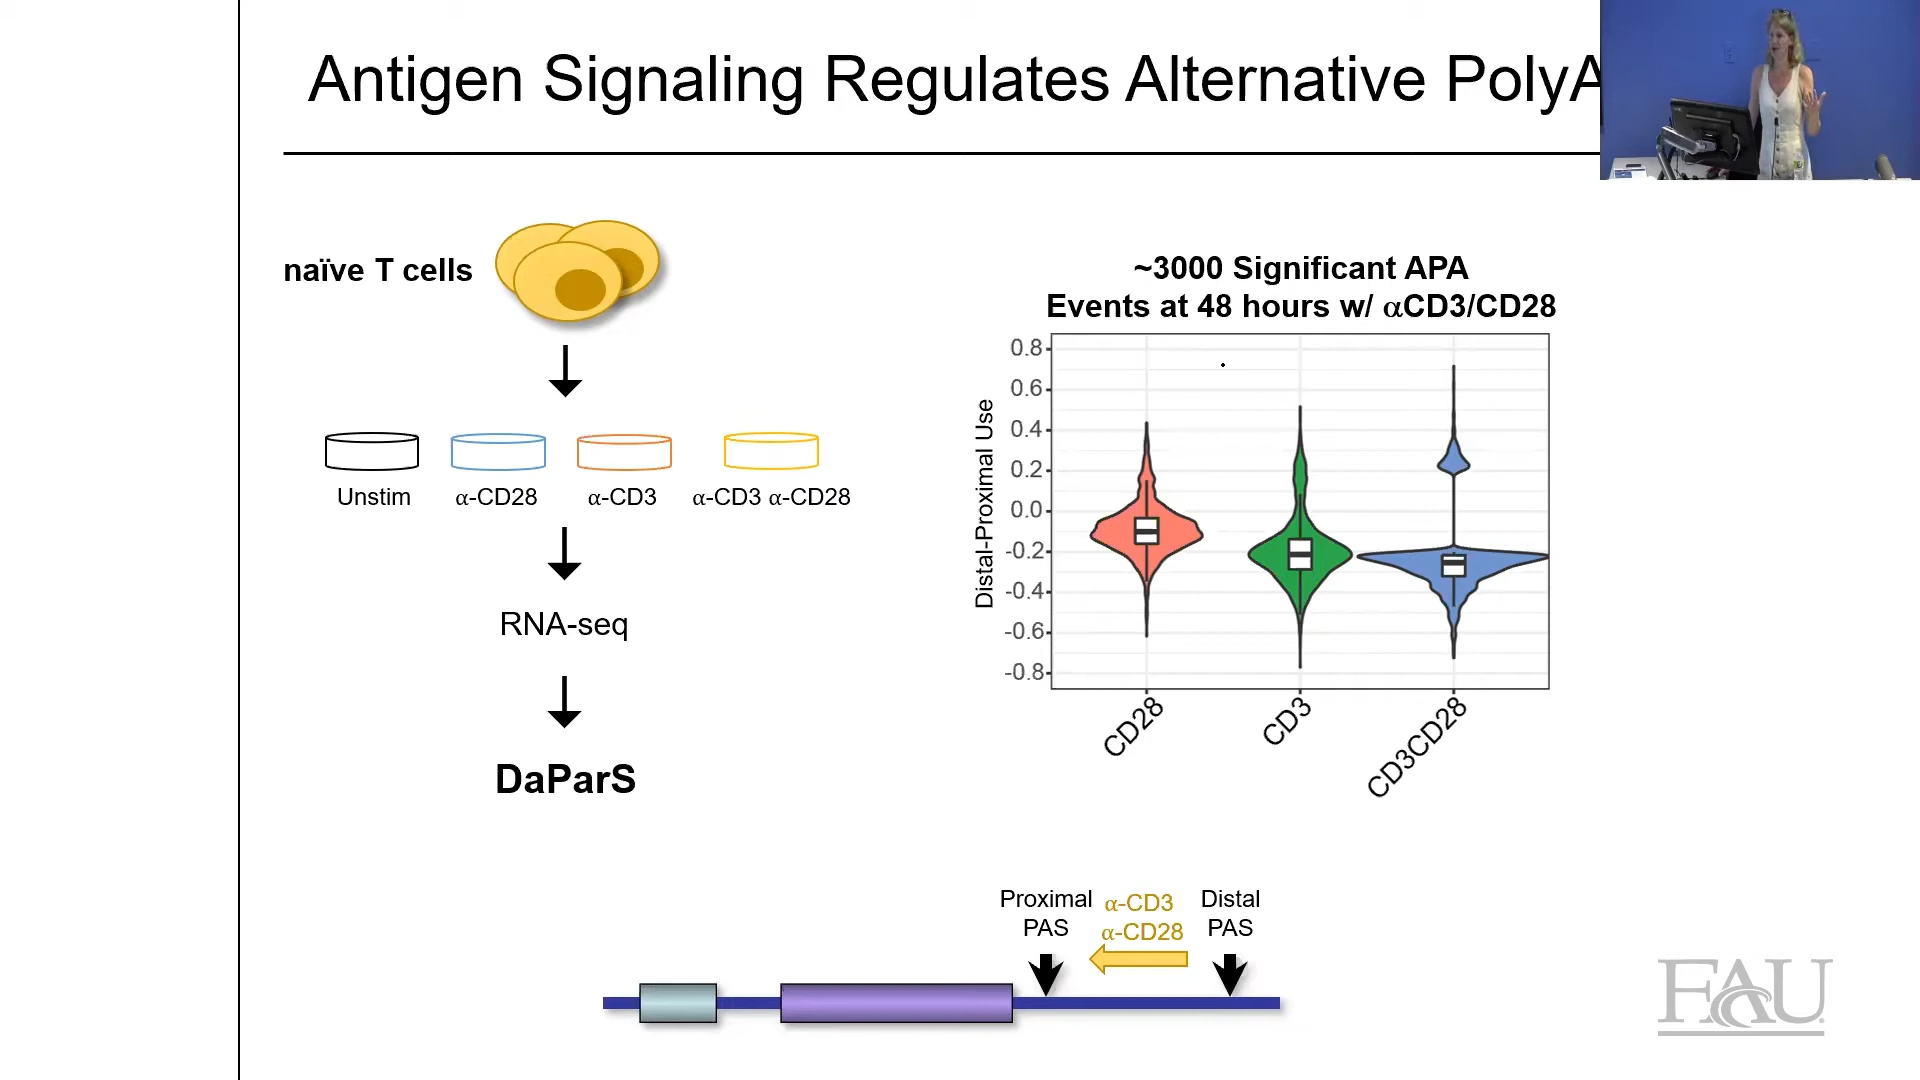 Antigen Signaling Regulates Alternative PolyA
naïve T cells
Unstim
α-CD28
α-CD3
α-CD3 α-CD28
RNA-seq
DaParS
~3000 Significant APA
Events at 48 hours w/ αCD3/CD28
Distal-Proximal Use
0.8
0.6
0.4
0.2
0.0
-0.2
-0.4
-0.6
-0.8
CD28
CD3
CD3CD28
Proximal
PAS
α-CD3
α-CD28
Distal
PAS
FAU